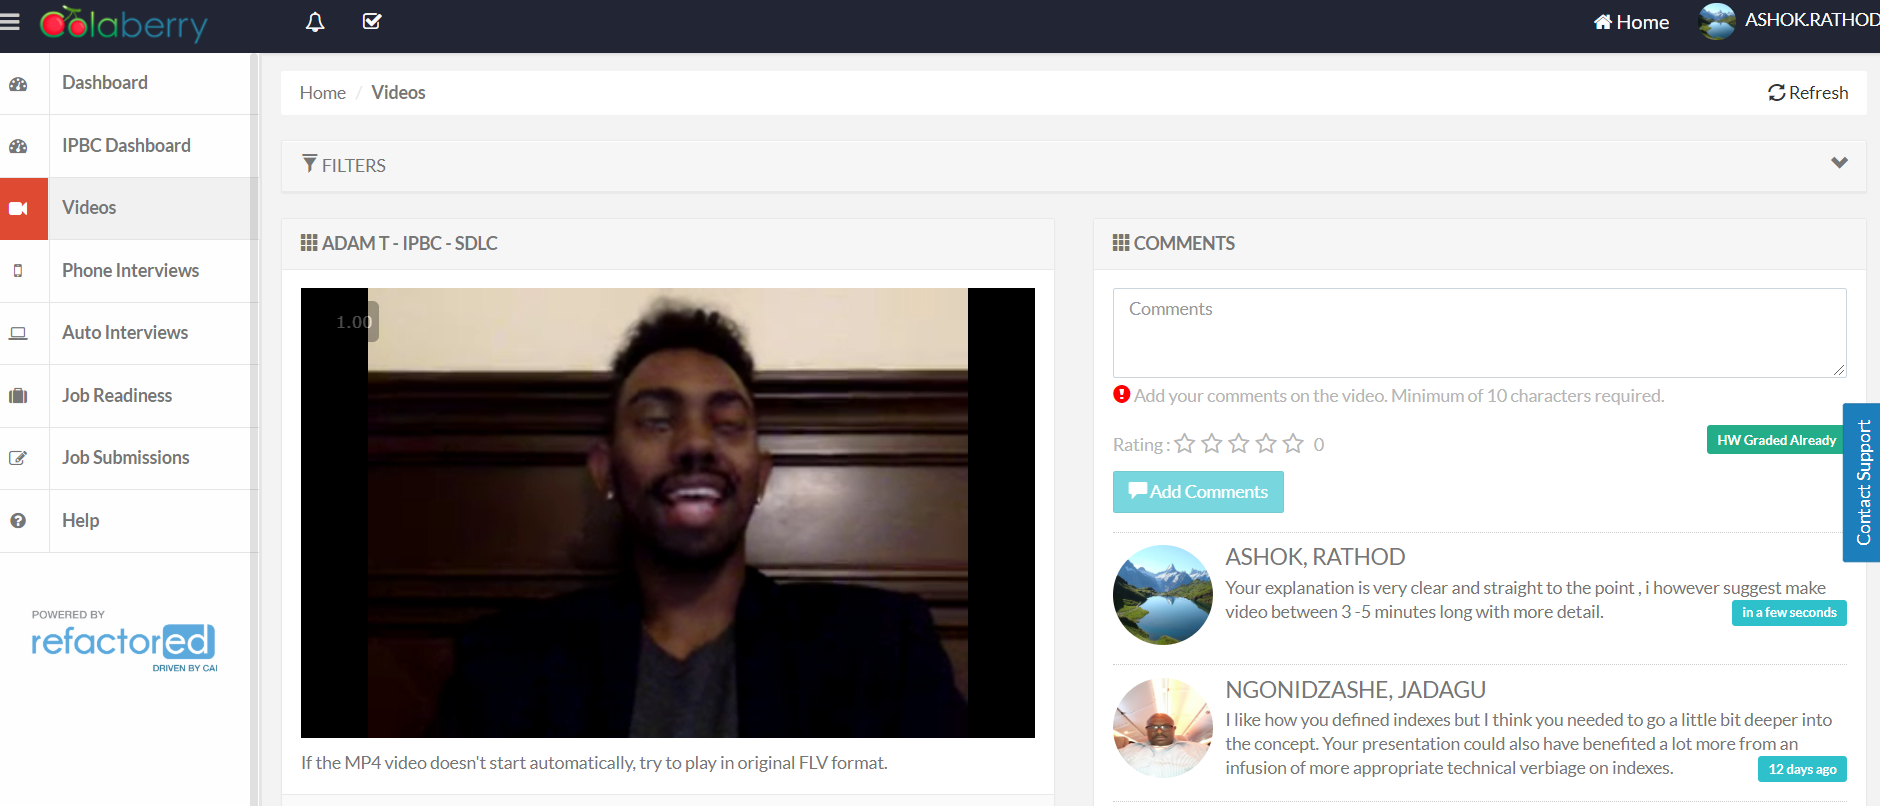 Colaberry
Home
ASHOK.RATHOD
Dashboard
IPBC Dashboard
Videos
Phone Interviews
Auto Interviews
Job Readiness
Job Submissions
Help
POWERED BY
refactored
DRIVEN BY CAI
Home / Videos
Refresh
FILTERS
ADAM T - IPBC - SDLC
1.00
If the MP4 video doesn't start automatically, try to play in original FLV format.
COMMENTS
Comments
Add your comments on the video. Minimum of 10 characters required.
Rating : 0
HW Graded Already
Add Comments
Contact Support
ASHOK, RATHOD
Your explanation is very clear and straight to the point , i however suggest make
video between 3 -5 minutes long with more detail.
in a few seconds
NGONIDZASHE, JADAGU
I like how you defined indexes but I think you needed to go a little bit deeper into
the concept. Your presentation could also have benefited a lot more from an
infusion of more appropriate technical verbiage on indexes.
12 days ago